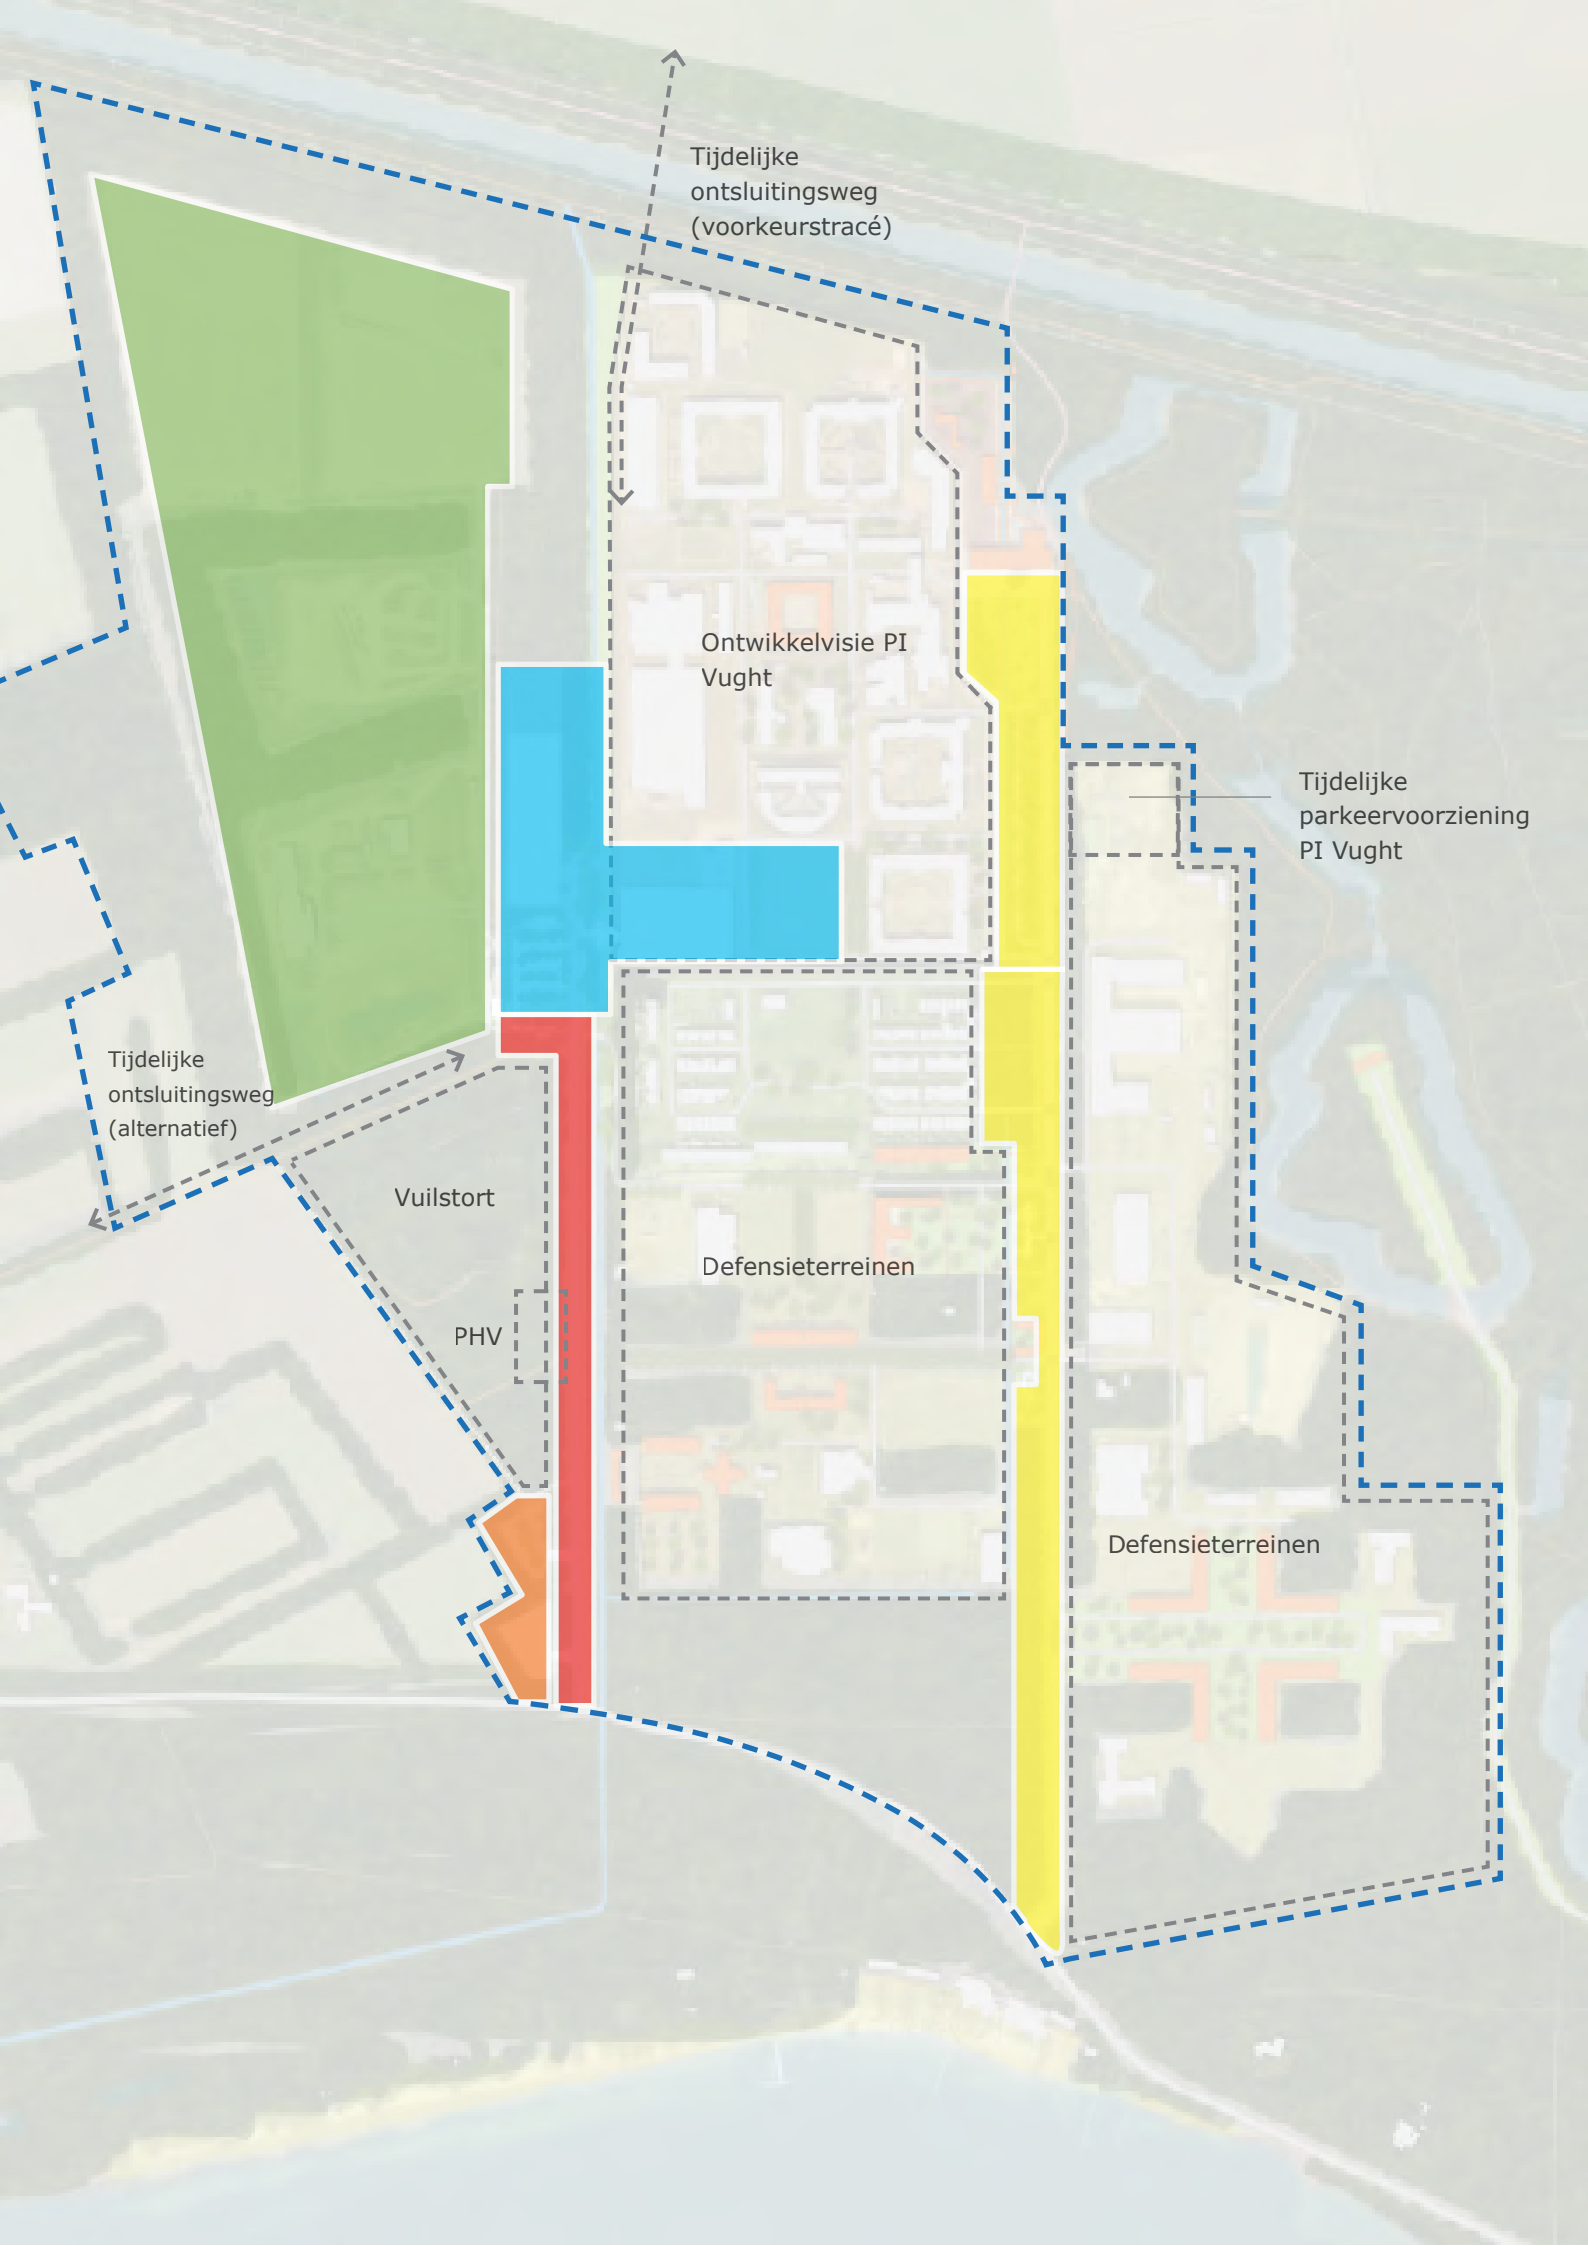 Tijdelijke
ontsluitingsweg
(voorkeurstracé)
Ontwikkelvisie PI
Vught
Tijdelijke
parkeervoorziening
PI Vught
Tijdelijke
ontsluitingsweg
(alternatief)
Vuilstort
Defensieterreinen
PHV
Defensieterreinen